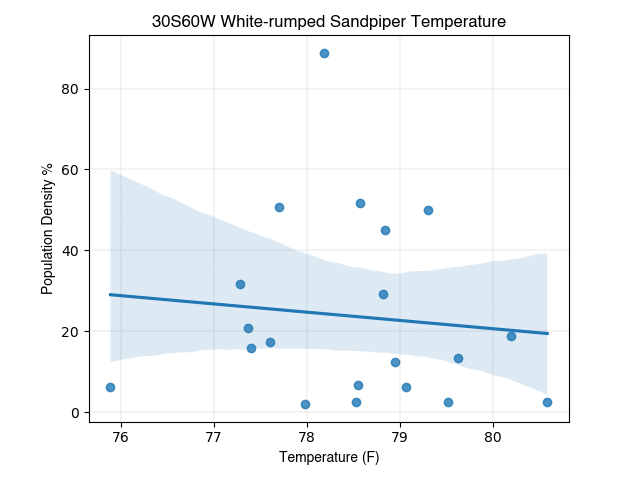 30S60W White-rumped Sandpiper Temperature
Population Density %
80
60
40
20
0
76 77 78 79 80
Temperature (F)